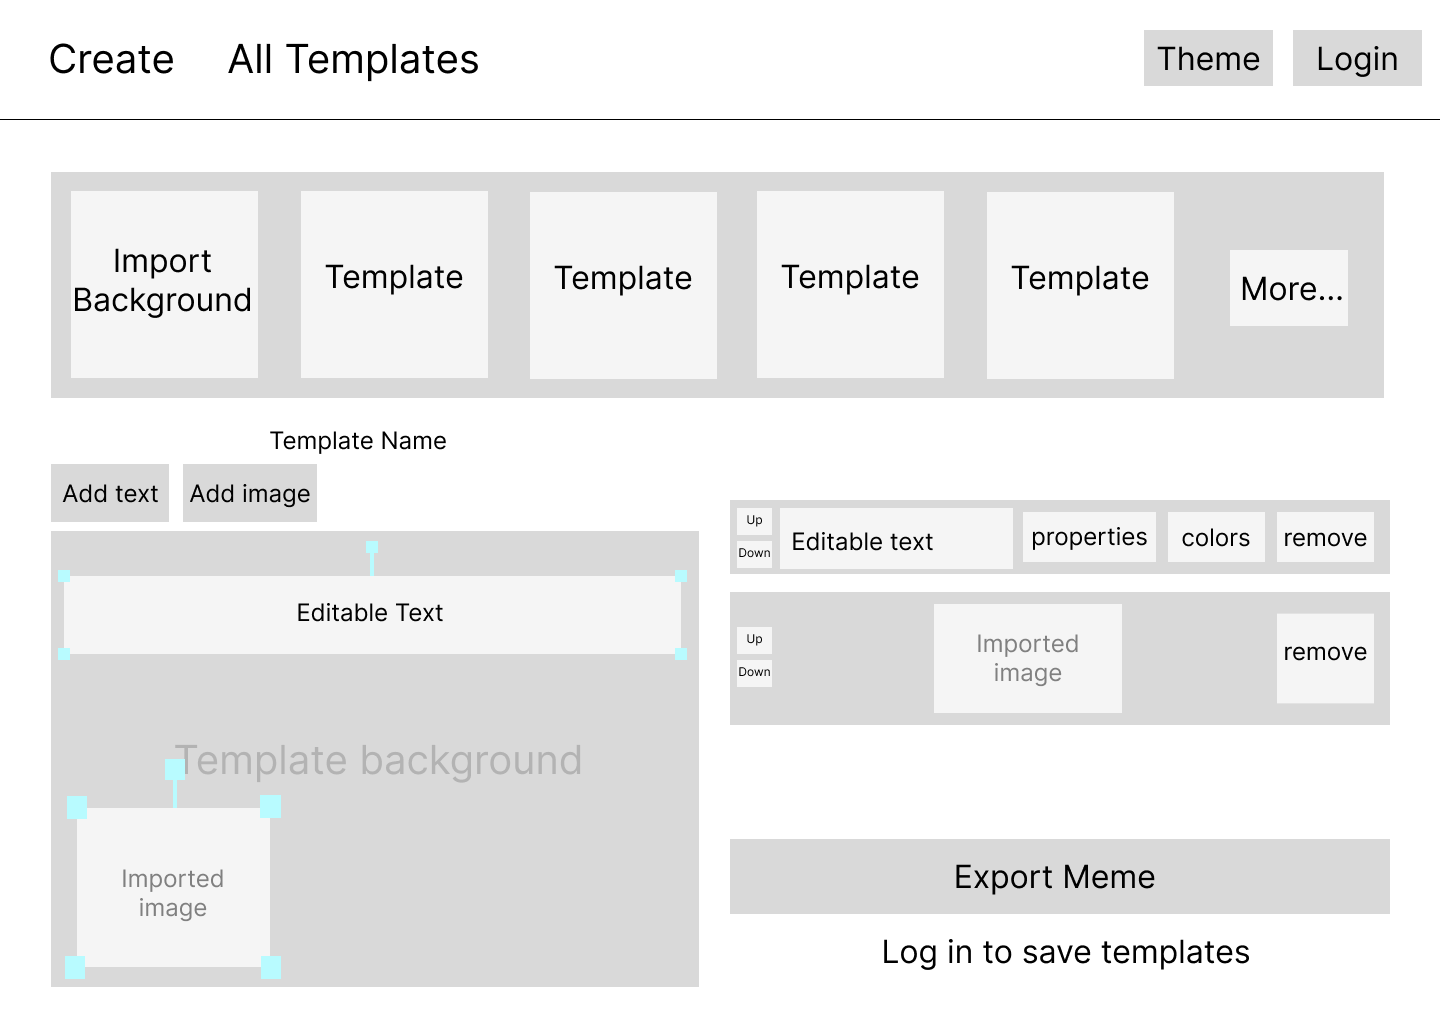 Create
All Templates
Theme
Login
Import
Background
Template
Template
Template
Template
More...
Template Name
Add text
Add image
Editable Text
Template background
Imported
image
Up
Down
Editable text
properties
colors
remove
Up
Down
Imported
image
remove
Export Meme
Log in to save templates